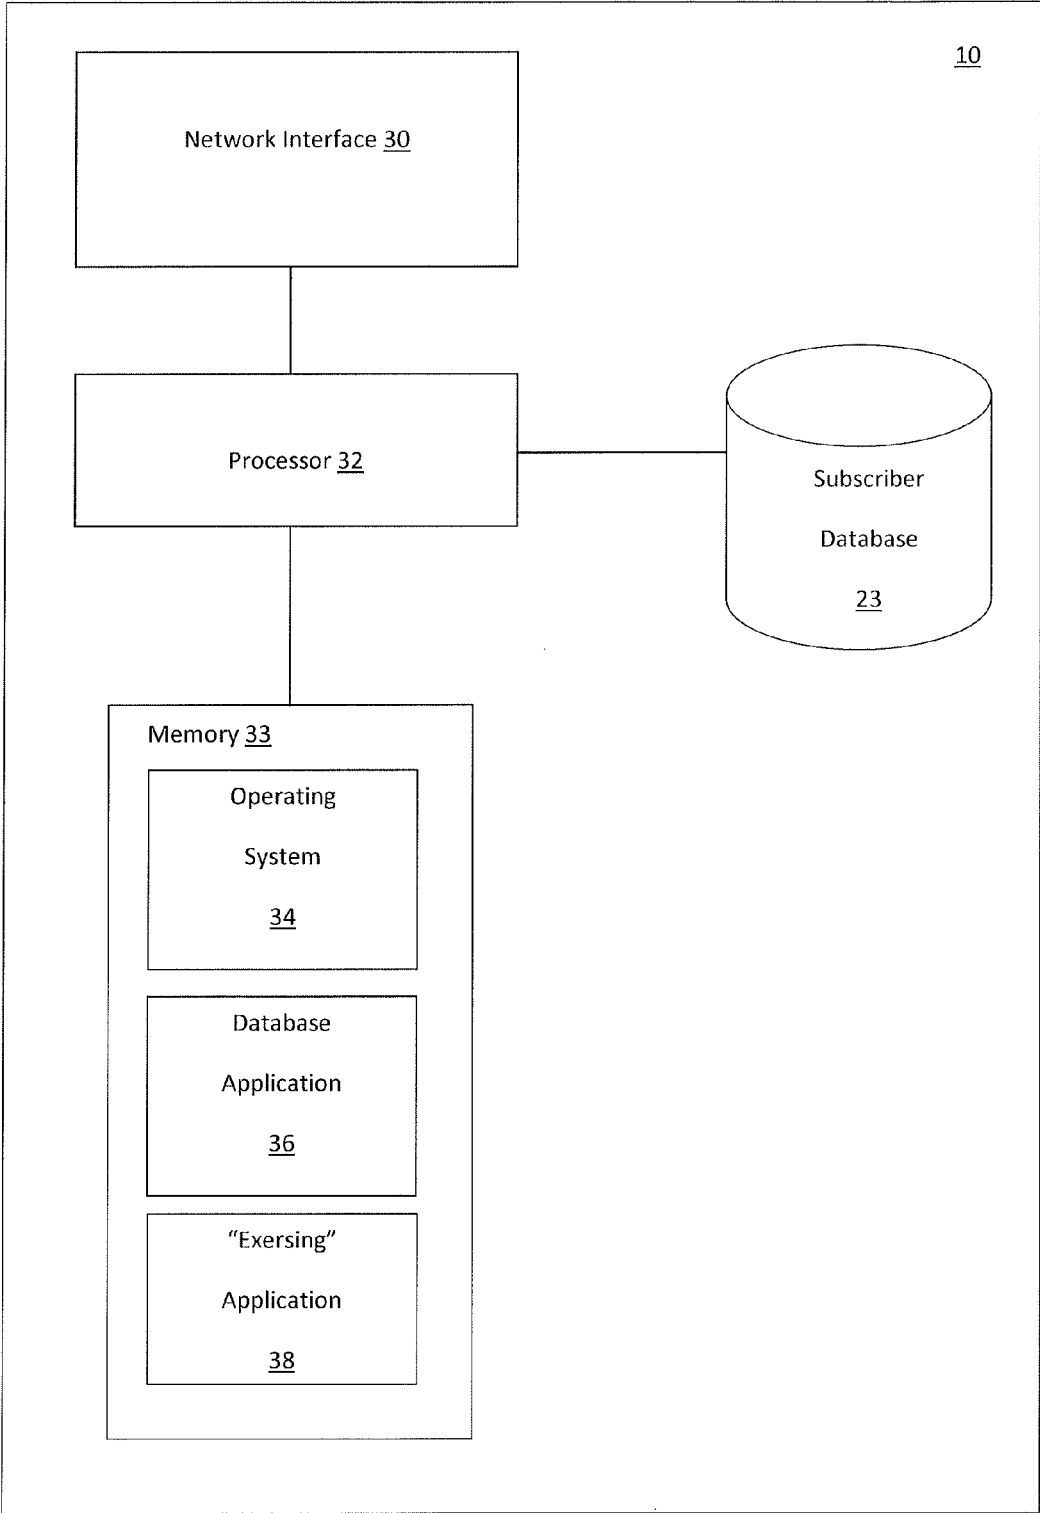 10
Network Interface 30
Processor 32
Subscriber
Database
23
Memory 33
Operating
System
34
Database
Application
36
“Exersing”
Application
38